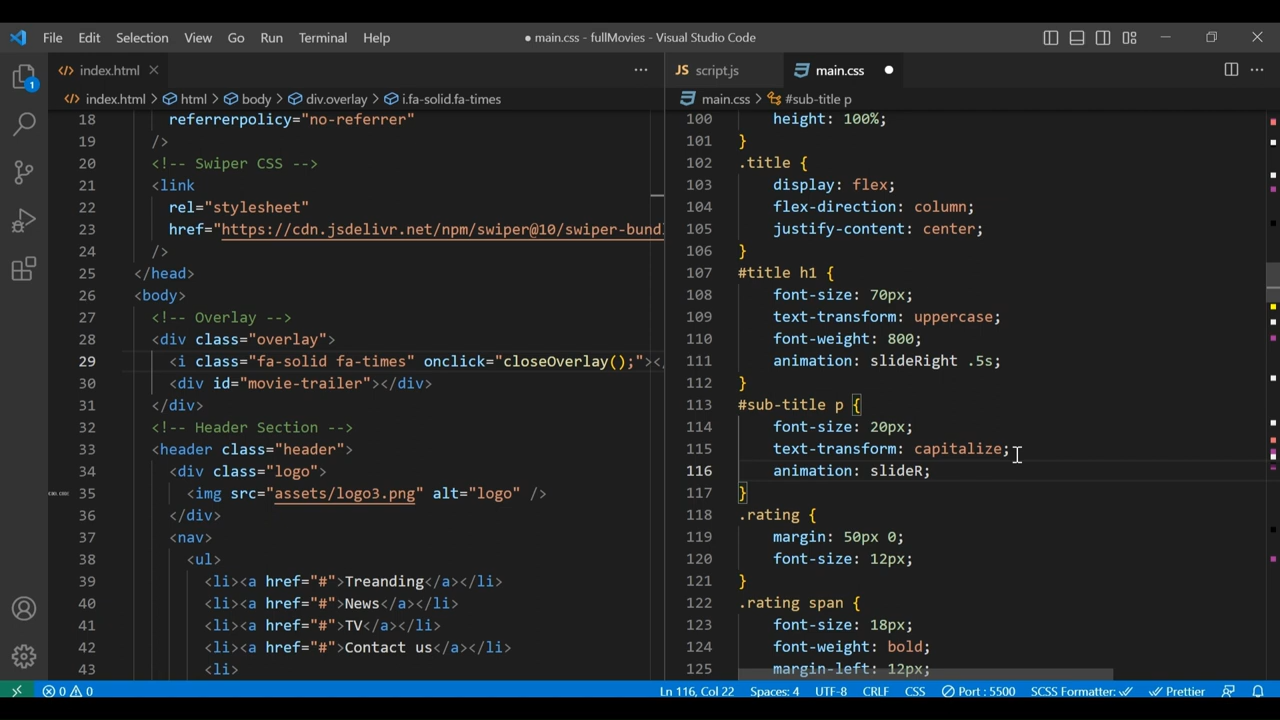 File Edit Selection View Go Run Terminal Help ● main.css - fullMovies - Visual Studio Code
index.html
index.html > html > body > div.overlay > i.fa-solid.fa-times
18 referrerpolicy="no-referrer"
19 />
20 <!-- Swiper CSS -->
21 <link
22 rel="stylesheet"
23 href="https://cdn.jsdelivr.net/npm/swiper@10/swiper-bundl
24 />
25 </head>
26 <body>
27 <!-- Overlay -->
28 <div class="overlay">
29 <i class="fa-solid fa-times" onclick="closeOverlay();"></
30 <div id="movie-trailer"></div>
31 </div>
32 <!-- Header Section -->
33 <header class="header">
34 <div class="logo">
35 <img src="assets/logo3.png" alt="logo" />
36 </div>
37 <nav>
38 <ul>
39 <li><a href="#">Treanding</a></li>
40 <li><a href="#">News</a></li>
41 <li><a href="#">TV</a></li>
42 <li><a href="#">Contact us</a></li>
43 <li>
JS script.js main.css ●
main.css > #sub-title p
100 height: 100%;
101 }
102 .title {
103 display: flex;
104 flex-direction: column;
105 justify-content: center;
106 }
107 #title h1 {
108 font-size: 70px;
109 text-transform: uppercase;
110 font-weight: 800;
111 animation: slideRight .5s;
112 }
113 #sub-title p {
114 font-size: 20px;
115 text-transform: capitalize;
116 animation: slideR;
117 }
118 .rating {
119 margin: 50px 0;
120 font-size: 12px;
121 }
122 .rating span {
123 font-size: 18px;
124 font-weight: bold;
125 margin-left: 12px;
1
0 0 Ln 116, Col 22 Spaces: 4 UTF-8 CRLF CSS Port : 5500 SCSS Formatter: Prettier